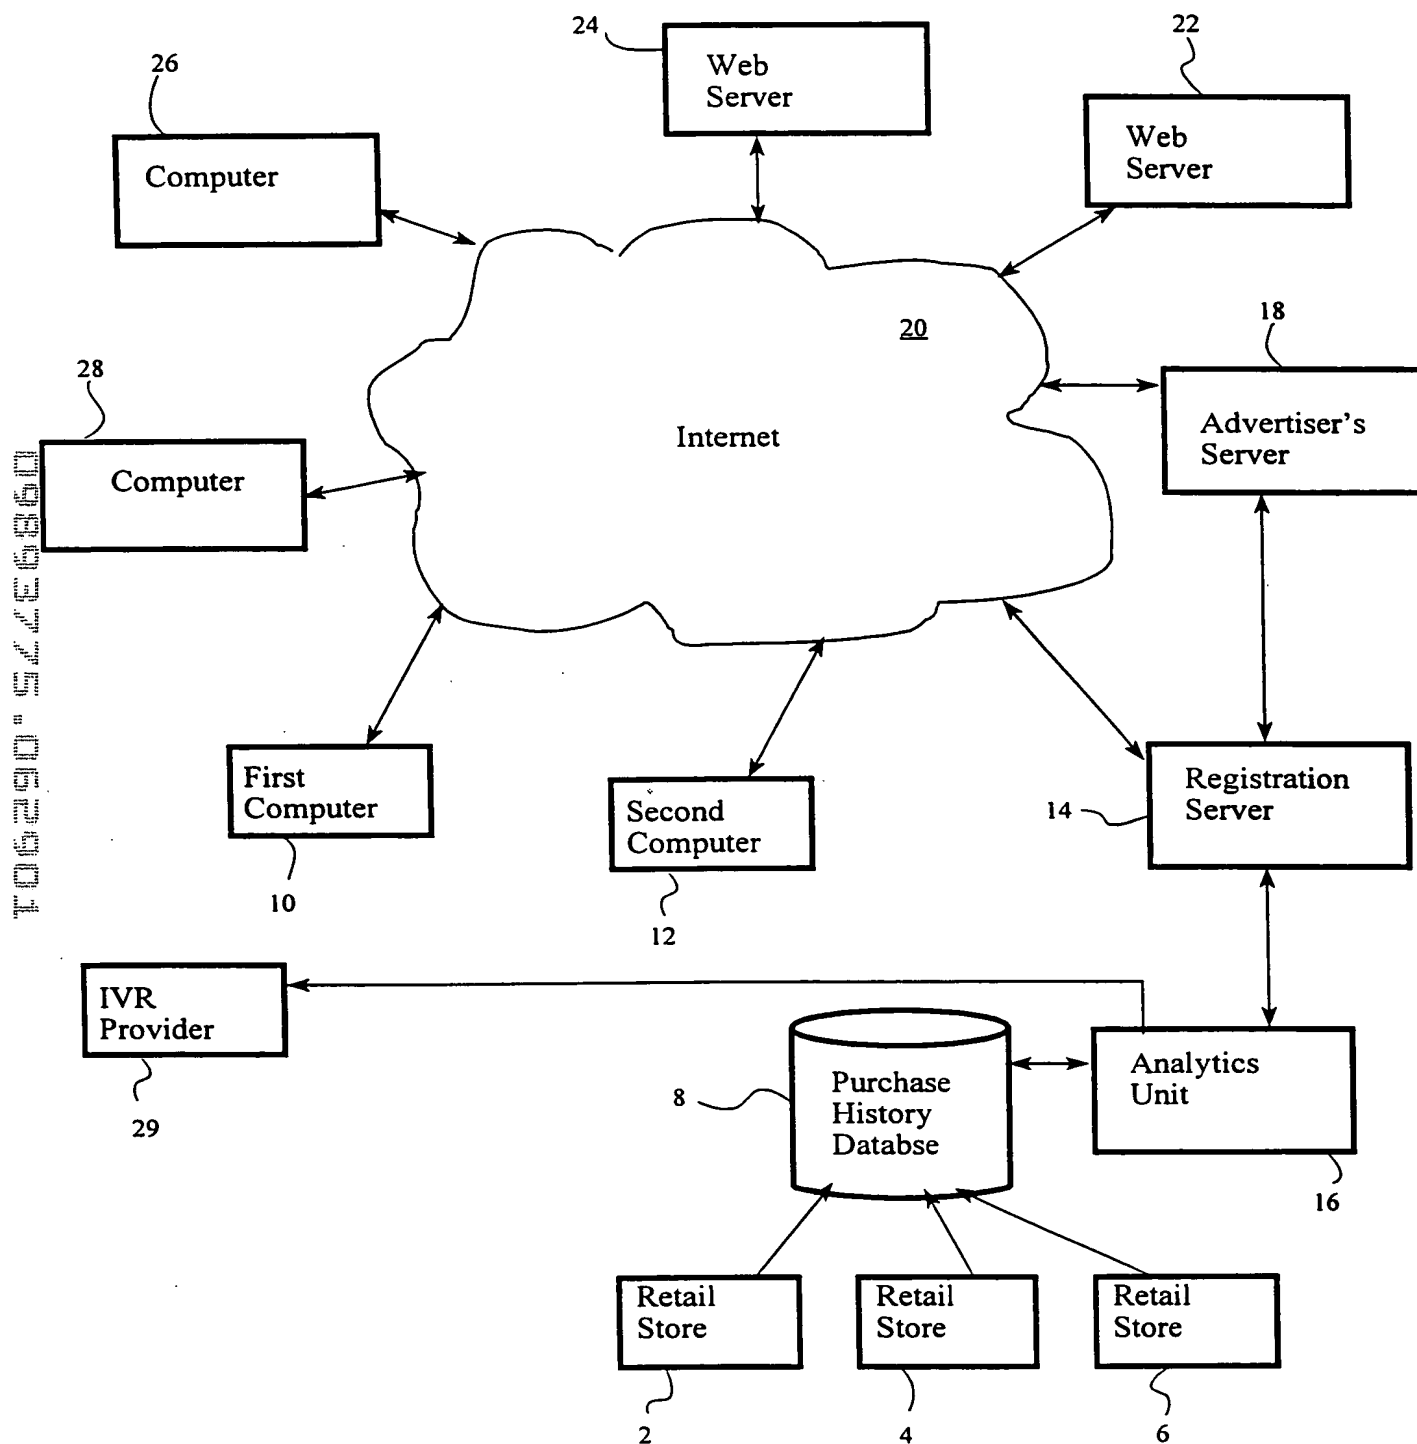 24
Web
Server
22
26
Web
Server
Computer
20
18
28
Internet
Advertiser's
Server
Computer
09893775.062901
First
Computer
Second
Computer
Registration
Server
14
10
12
IVR
Provider
29
8
Purchase
History
Databse
Analytics
Unit
16
Retail
Store
Retail
Store
Retail
Store
2
4
6